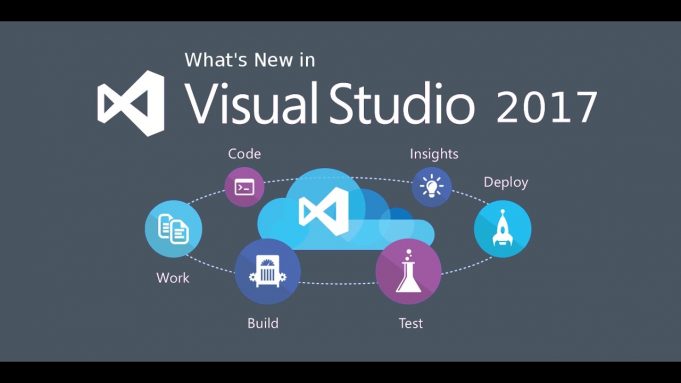 What's New in
Visual Studio 2017
Code
Insights
Deploy
Work
Build
Test